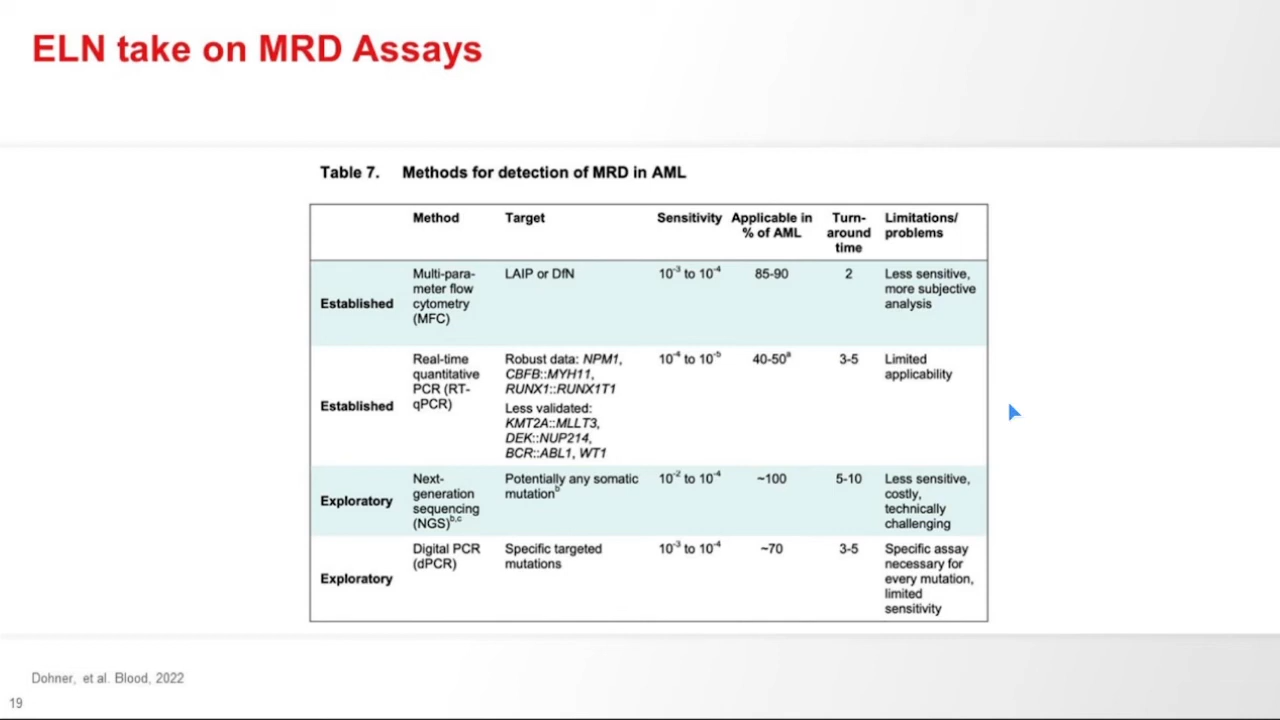 ELN take on MRD Assays
Table 7. Methods for detection of MRD in AML
Method Target Sensitivity Applicable in % of AML Turn-around time Limitations/problems
Established Multi-para-
meter flow
cytometry
(MFC)
LAIP or DfN
10⁻³ to 10⁻⁴
85-90
2
Less sensitive,
more subjective
analysis
Established
Real-time
quantitative
PCR (RT-
qPCR)
Robust data: NPM1,
CBFB::MYH11,
RUNX1::RUNX1T1
Less validated:
KMT2A::MLLT3,
DEK::NUP214,
BCR::ABL1, WT1
10⁻⁴ to 10⁻⁵
40-50ᵃ
3-5
Limited
applicability
Exploratory
Next-
generation
sequencing
(NGS)ᵇ,ᶜ
Potentially any somatic
mutationᵇ
10⁻² to 10⁻⁴
~100
5-10
Less sensitive,
costly,
technically
challenging
Exploratory
Digital PCR
(dPCR)
Specific targeted
mutations
10⁻³ to 10⁻⁴
~70
3-5
Specific assay
necessary for
every mutation,
limited
sensitivity
Dohner, et al. Blood, 2022
19